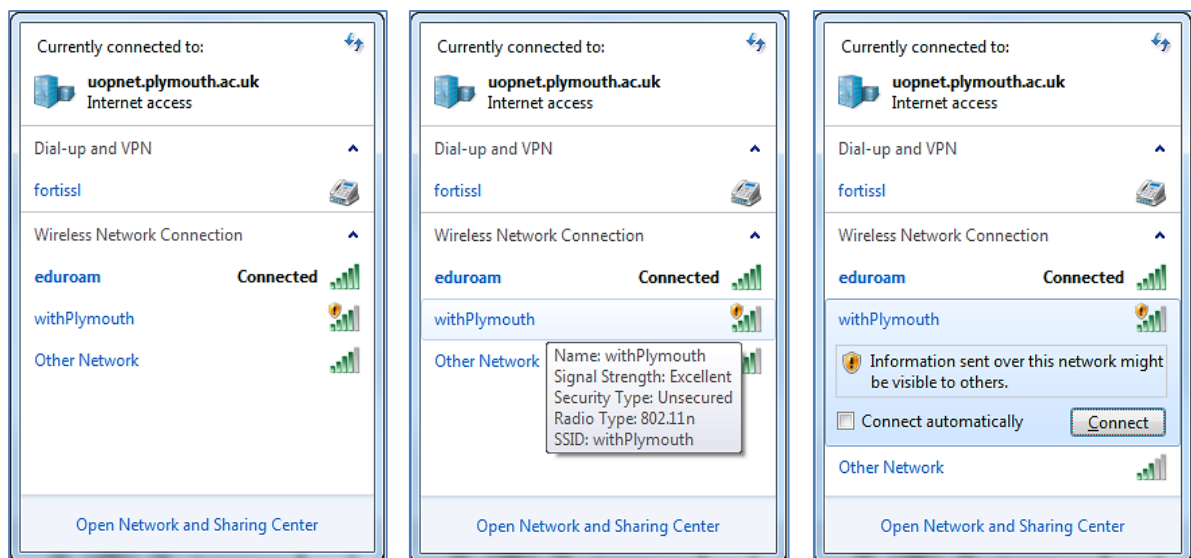 Currently connected to:
uopnet.plymouth.ac.uk
Internet access
Dial-up and VPN
fortissl
Wireless Network Connection
eduroam Connected
withPlymouth
Other Network
Open Network and Sharing Center
Currently connected to:
uopnet.plymouth.ac.uk
Internet access
Dial-up and VPN
fortissl
Wireless Network Connection
eduroam Connected
withPlymouth
Other Network
Name: withPlymouth
Signal Strength: Excellent
Security Type: Unsecured
Radio Type: 802.11n
SSID: withPlymouth
Open Network and Sharing Center
Currently connected to:
uopnet.plymouth.ac.uk
Internet access
Dial-up and VPN
fortissl
Wireless Network Connection
eduroam Connected
withPlymouth
Information sent over this network might
be visible to others.
Connect automatically Connect
Other Network
Open Network and Sharing Center